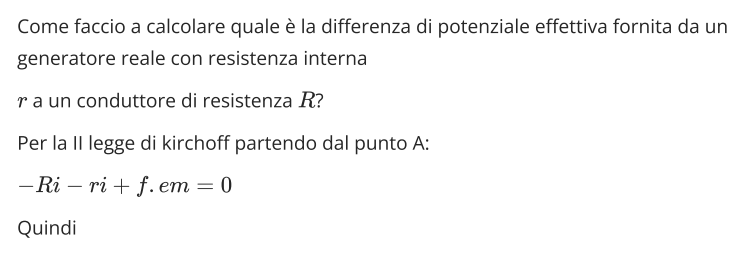 Come faccio a calcolare quale è la differenza di potenziale effettiva fornita da un
generatore reale con resistenza interna
r a un conduttore di resistenza R?
Per la II legge di kirchoff partendo dal punto A:
−Ri − ri + f.em = 0
Quindi